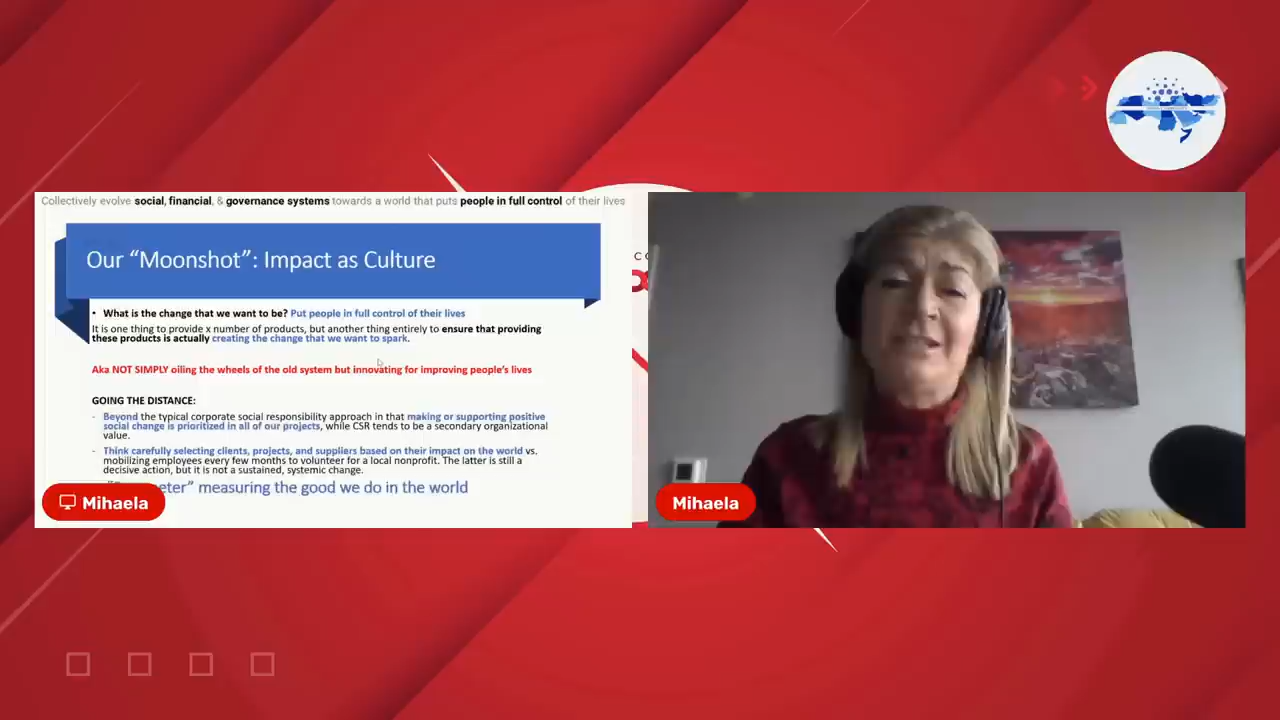 Collectively evolve social, financial, & governance systems towards a world that puts people in full control of their lives
Our “Moonshot”: Impact as Culture
• What is the change that we want to be? Put people in full control of their lives
It is one thing to provide x number of products, but another thing entirely to ensure that providing
these products is actually creating the change that we want to spark.
Aka NOT SIMPLY oiling the wheels of the old system but innovating for improving people’s lives
GOING THE DISTANCE:
- Beyond the typical corporate social responsibility approach in that making or supporting positive
social change is prioritized in all of our projects, while CSR tends to be a secondary organizational
value.
- Think carefully selecting clients, projects, and suppliers based on their impact on the world vs.
mobilizing employees every few months to volunteer for a local nonprofit. The latter is still a
decisive action, but it is not a sustained, systemic change.
measuring the good we do in the world
Mihaela
Mihaela